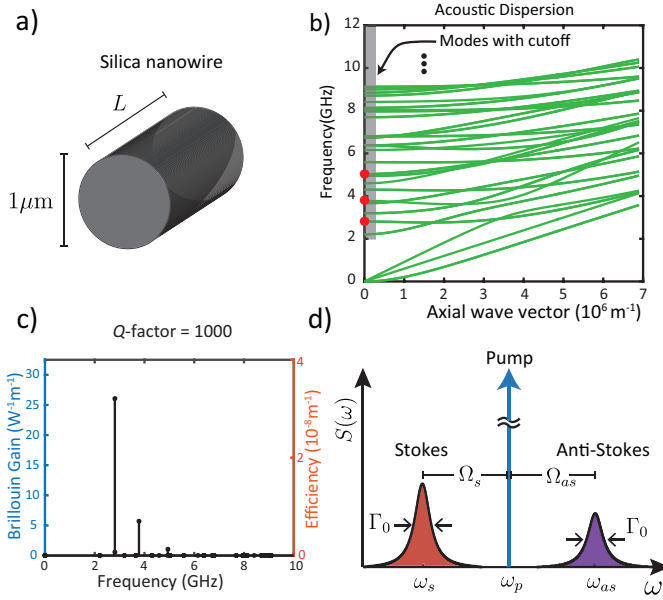 a)
Silica nanowire
L
1μm
b)
Acoustic Dispersion
Modes with cutoff
Frequency(GHz)
12
10
8
6
4
2
0
0 1 2 3 4 5 6 7
Axial wave vector (10⁶ m⁻¹)
c)
Q-factor = 1000
Brillouin Gain (W⁻¹m⁻¹)
30
25
20
15
10
5
0
Efficiency (10⁻⁸m⁻¹)
4
2
0
0 2 4 6 8 10
Frequency (GHz)
d)
Pump
S(ω)
Stokes
Anti-Stokes
Ωₛ
Ωₐₛ
Γ₀
Γ₀
ωₛ
ωₚ
ωₐₛ
ω